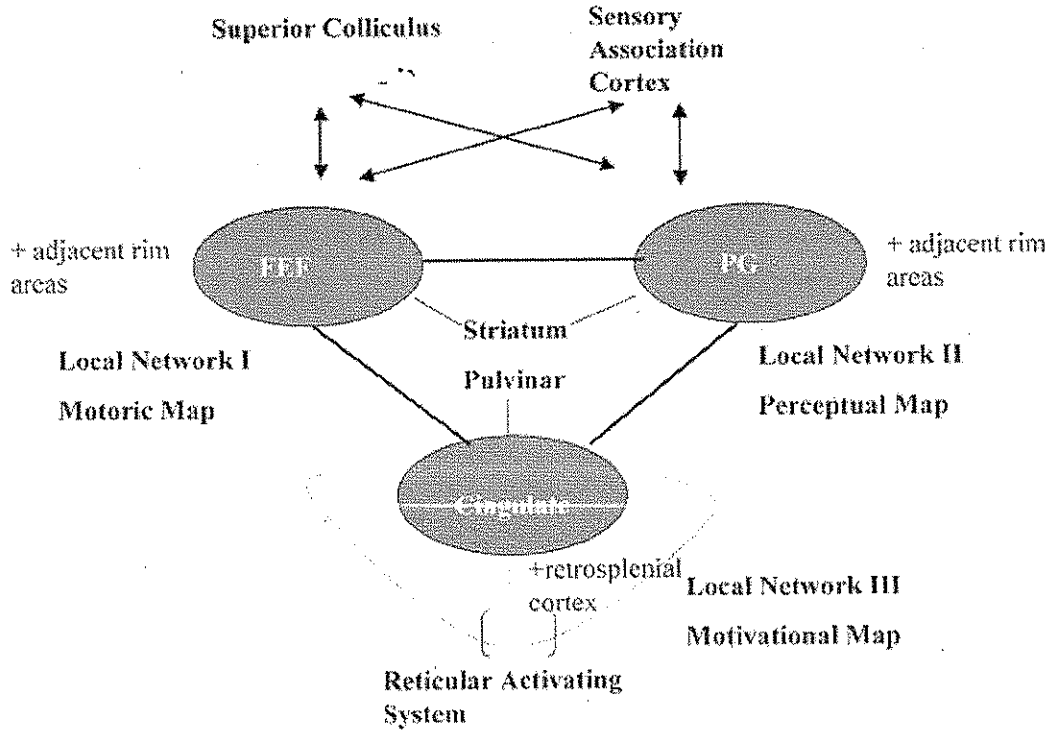 Superior Colliculus
Sensory
Association
Cortex
+ adjacent rim
areas
FEF
PG
+ adjacent rim
areas
Striatum
Pulvinar
Local Network I
Motoric Map
Local Network II
Perceptual Map
Cingulate
+retrosplenial
cortex
Local Network III
Motivational Map
Reticular Activating
System